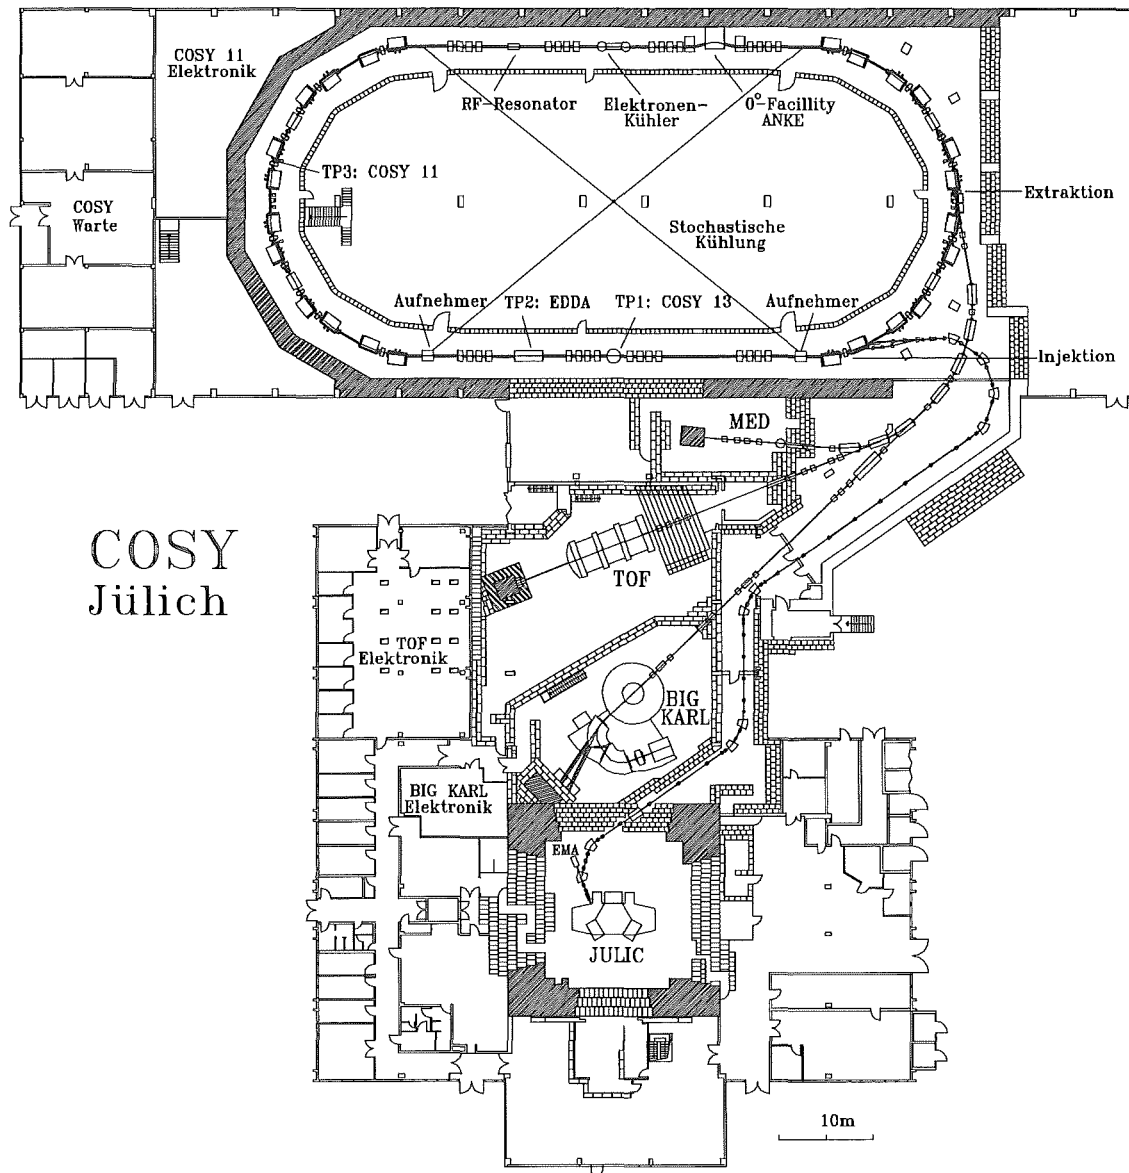 COSY 11
Elektronik
RF-Resonator
Elektronen-
Kühler
0°-Facillity
ANKE
TP3: COSY 11
Extraktion
COSY
Warte
Stochastische
Kühlung
Aufnehmer
TP2: EDDA
TP1: COSY 13
Aufnehmer
Injektion
MED
COSY
Jülich
TOF
TOF
Elektronik
BIG
KARL
BIG KARL
Elektronik
EMA
JULIC
10m